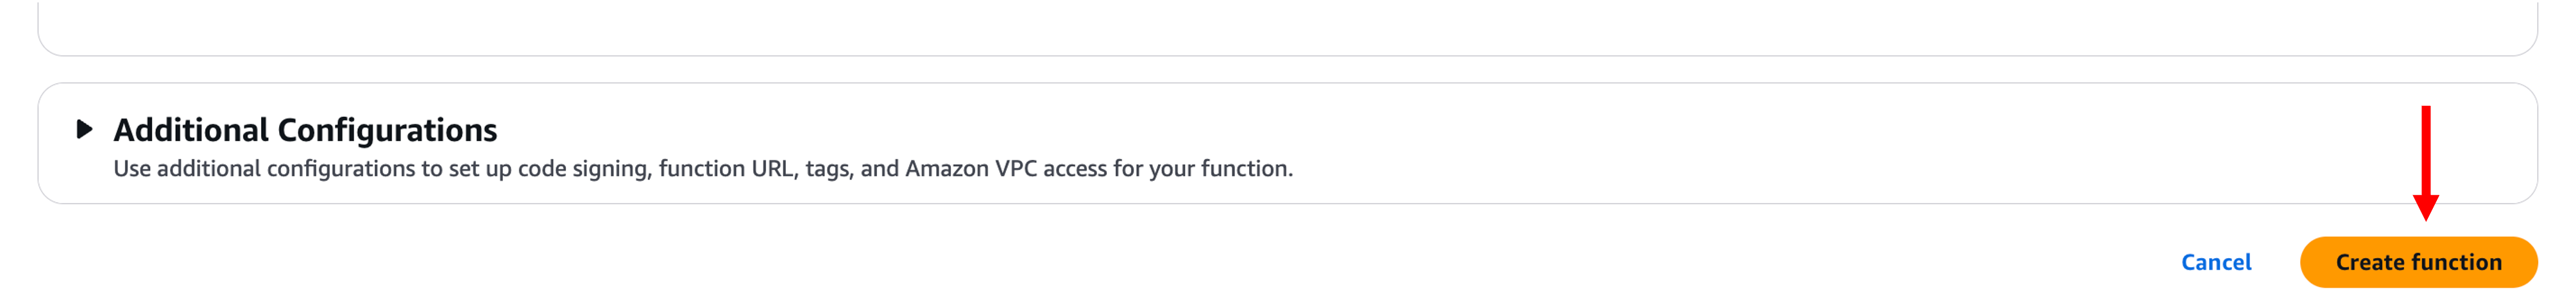 Additional Configurations
Use additional configurations to set up code signing, function URL, tags, and Amazon VPC access for your function.
Cancel
Create function